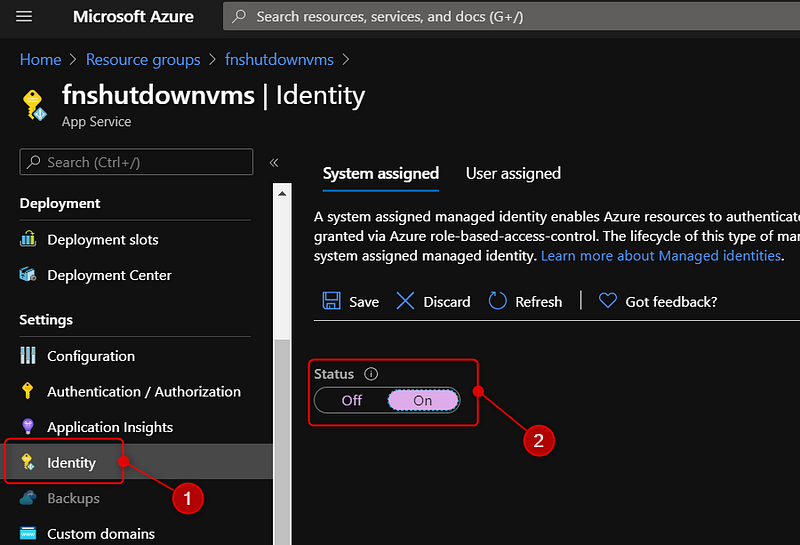 Microsoft Azure
Search resources, services, and docs (G+/)
Home > Resource groups > fnshutdownvms >
fnshutdownvms | Identity
App Service
Search (Ctrl+/)
«
Deployment
Deployment slots
Deployment Center
Settings
Configuration
Authentication / Authorization
Application Insights
Identity
Backups
Custom domains
1
System assigned
User assigned
A system assigned managed identity enables Azure resources to authenticate
granted via Azure role-based-access-control. The lifecycle of this type of
system assigned managed identity. Learn more about Managed identities.
Save
Discard
Refresh
Got feedback?
Status
Off
On
2